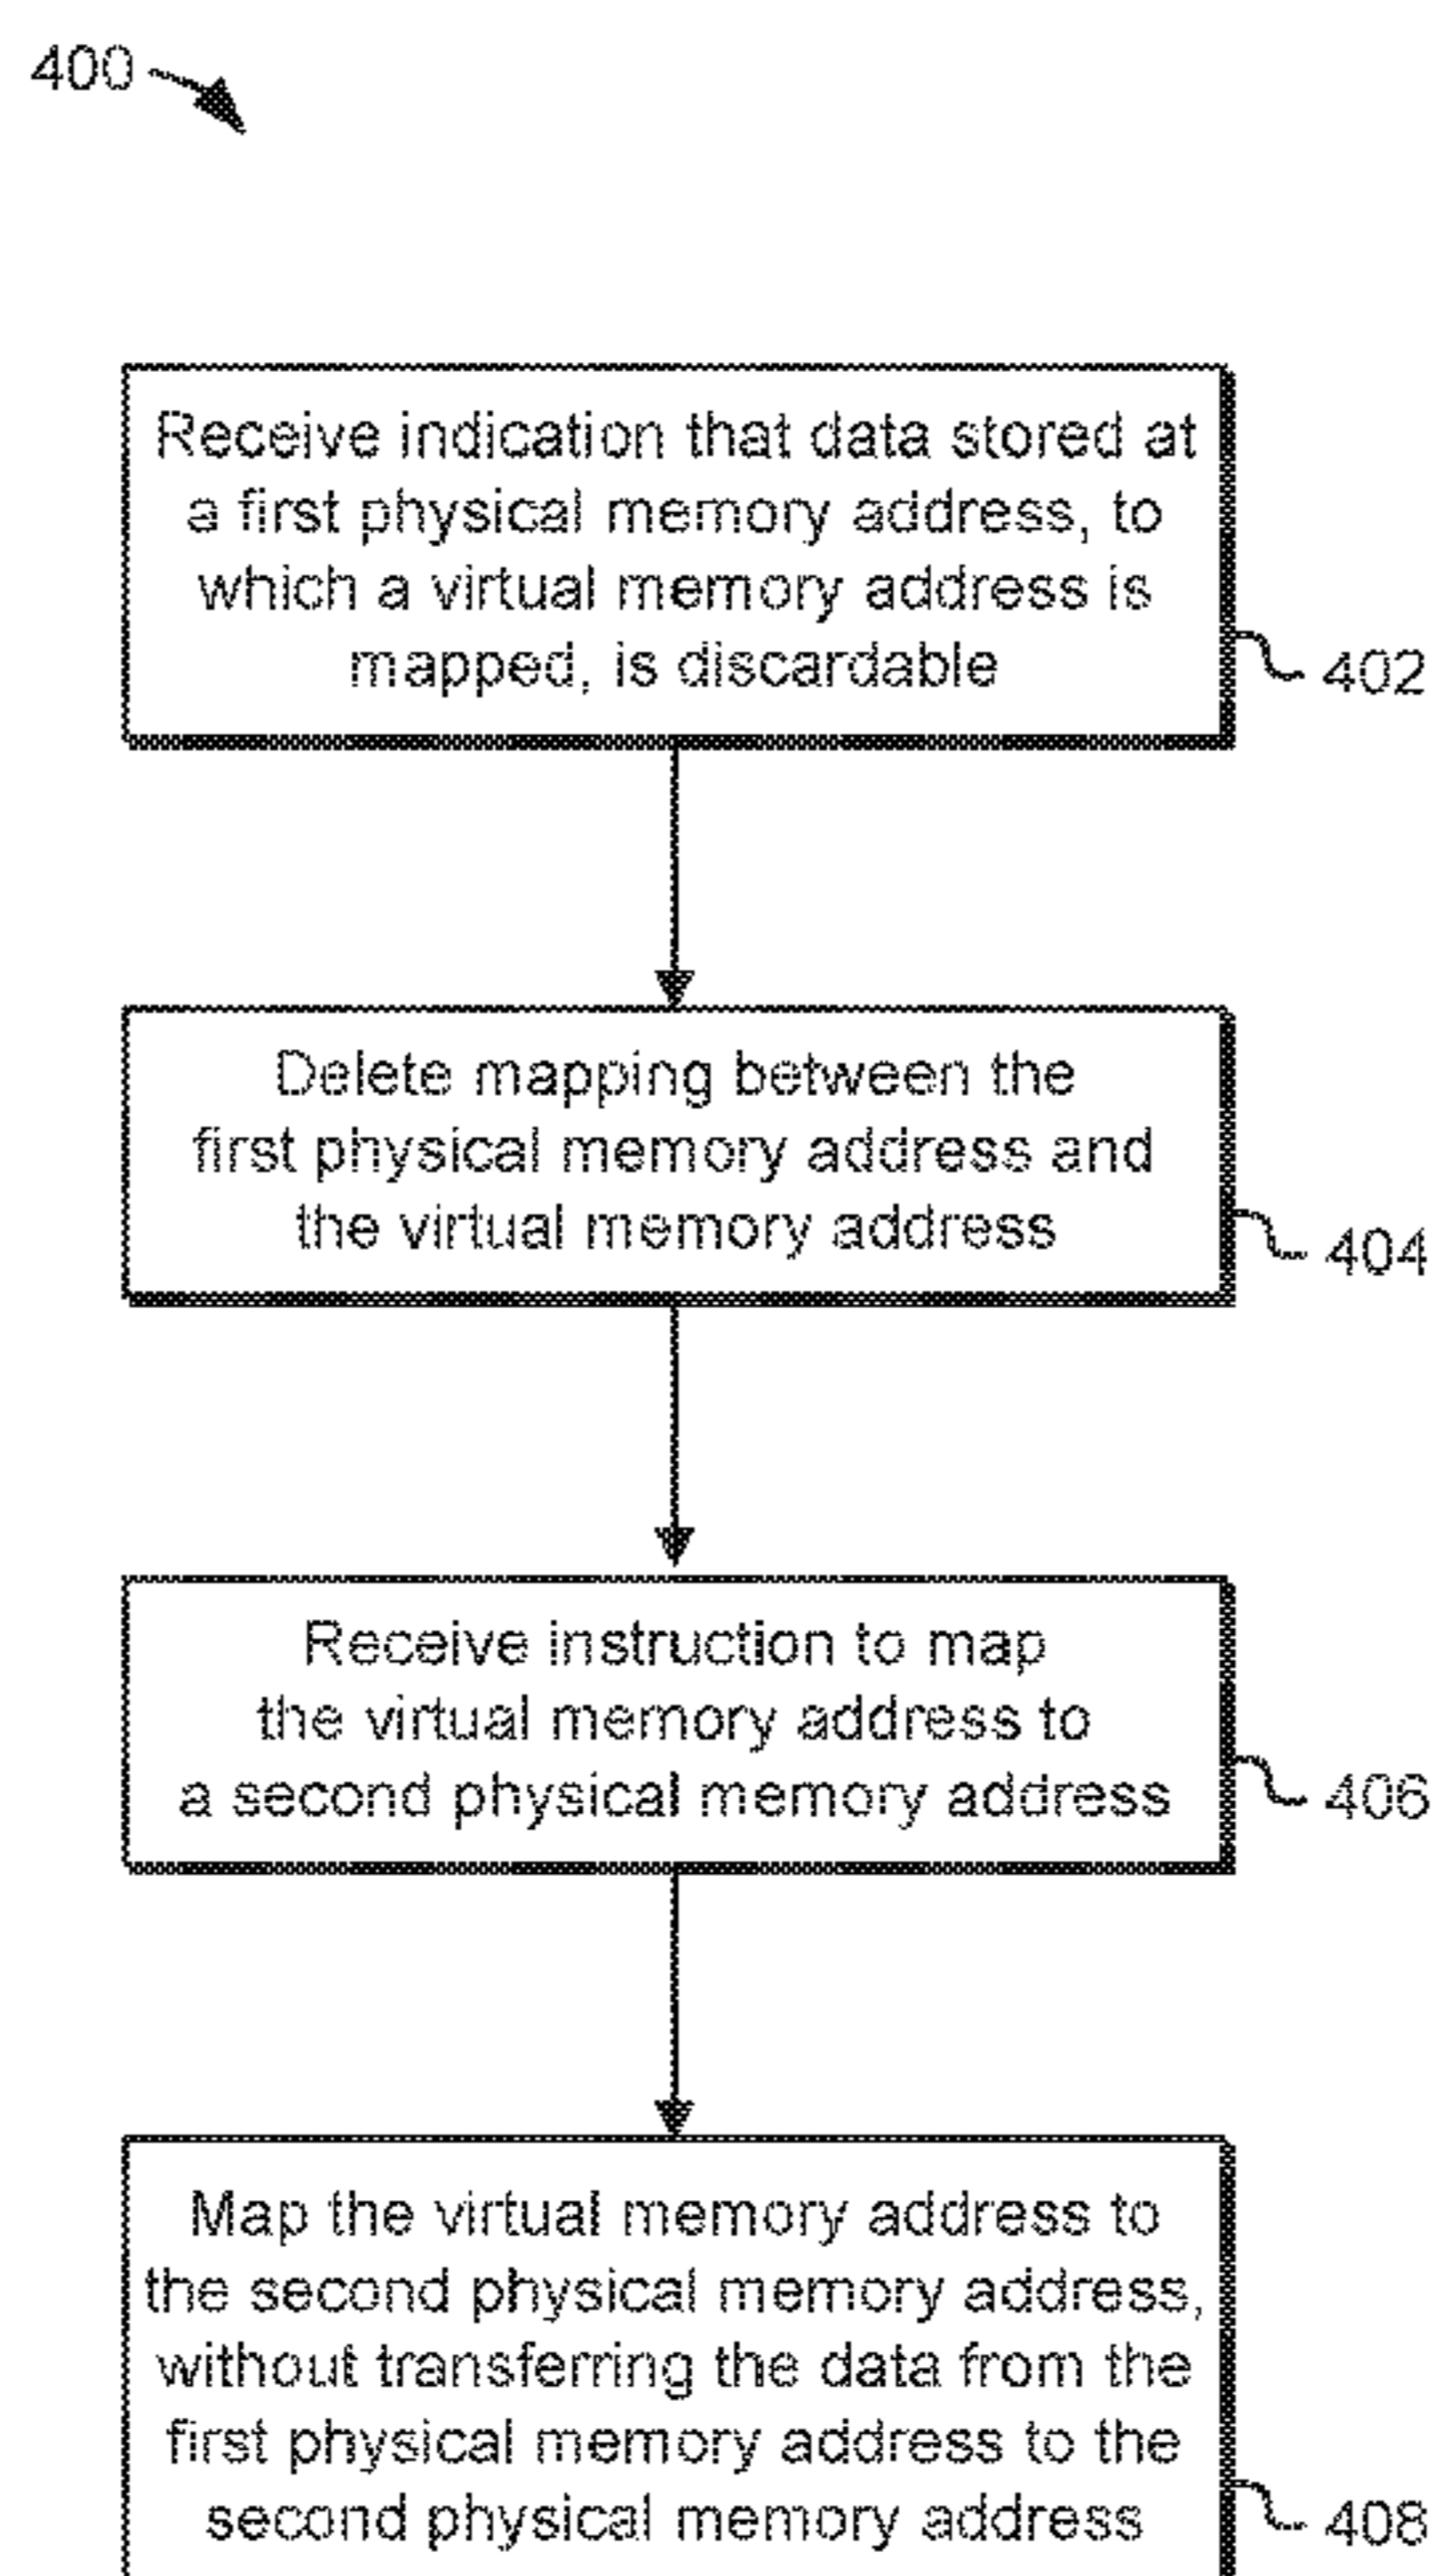 400
Receive indication that data stored at
a first physical memory address, to
which a virtual memory address is
mapped, is discardable
402
Delete mapping between the
first physical memory address and
the virtual memory address
404
Receive instruction to map
the virtual memory address to
a second physical memory address
406
Map the virtual memory address to
the second physical memory address,
without transferring the data from the
first physical memory address to the
second physical memory address
408